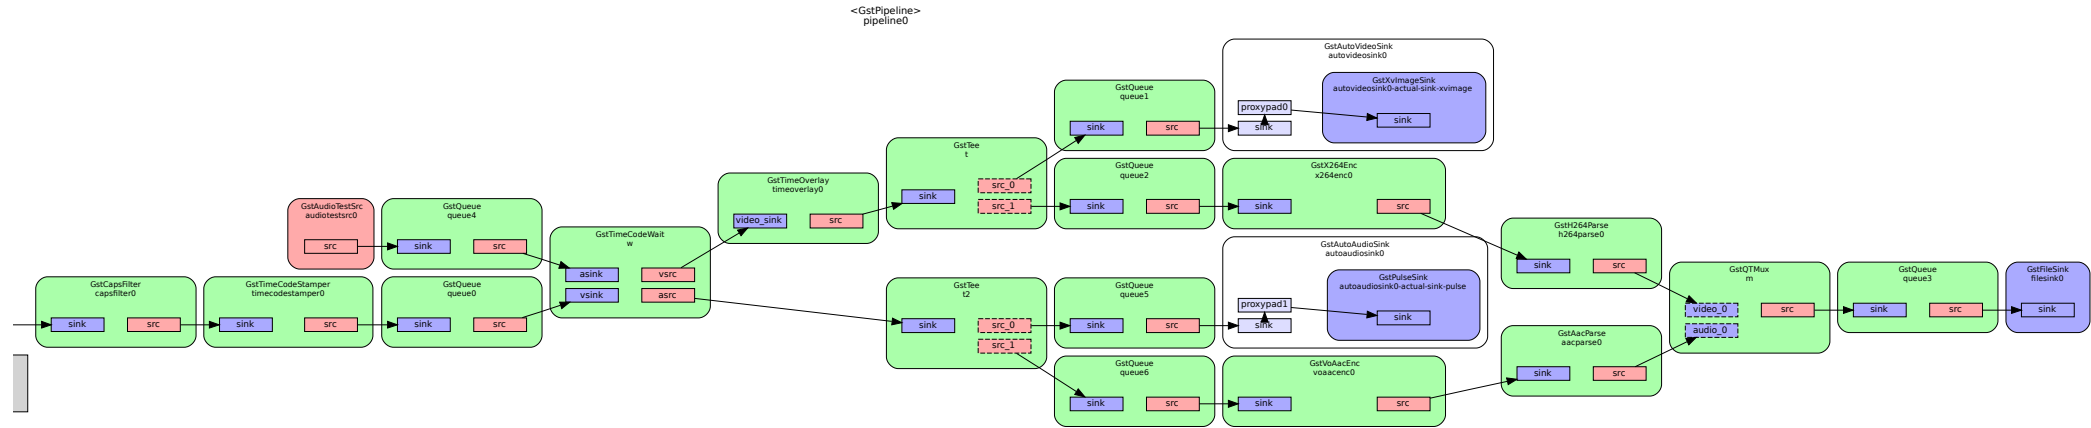 <GstPipeline>
pipeline0
GstCapsFilter
capsfilter0
sink
src
GstTimeCodeStamper
timecodestamper0
sink
src
GstAudioTestSrc
audiotestsrc0
src
GstQueue
queue4
sink
src
GstQueue
queue0
sink
src
GstTimeCodeWait
w
asink
vsrc
vsink
asrc
GstTimeOverlay
timeoverlay0
video_sink
src
GstTee
t
sink
src_0
src_1
GstTee
t2
sink
src_0
src_1
GstQueue
queue1
sink
src
GstQueue
queue2
sink
src
GstQueue
queue5
sink
src
GstQueue
queue6
sink
src
GstAutoVideoSink
autovideosink0
proxypad0
sink
GstXvImageSink
autovideosink0-actual-sink-xvimage
sink
GstX264Enc
x264enc0
sink
src
GstAutoAudioSink
autoaudiosink0
proxypad1
sink
GstPulseSink
autoaudiosink0-actual-sink-pulse
sink
GstVoAacEnc
voaacenc0
sink
src
GstH264Parse
h264parse0
sink
src
GstAacParse
aacparse0
sink
src
GstQTMux
m
video_0
src
audio_0
GstQueue
queue3
sink
src
GstFileSink
filesink0
sink